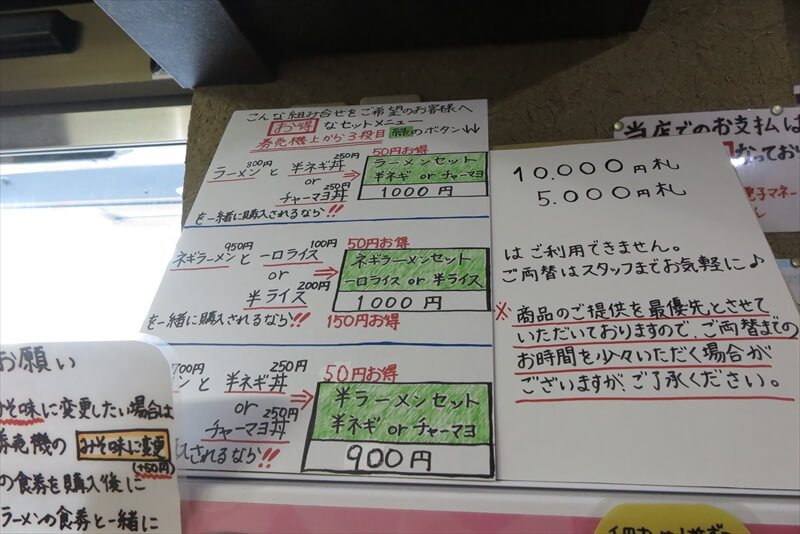 こんな組み合せをご希望のお客様へ
お得なセットメニュー
券売機上から3段目 緑のボタン
800円 250円
ラーメンと半ネギ丼
or
250円
チャーマヨ丼
を一緒に購入されるなら!!
50円お得
ラーメンセット
半ネギ or チャーマヨ
1000円
950円 100円
ネギラーメンと一口ライス
or
200円
半ライス
を一緒に購入されるなら!!
50円お得
ネギラーメンセット
一口ライス or 半ライス
1000円
150円お得
700円 250円
ンと半ネギ丼
or
250円
チャーマヨ丼
入されるなら!!
50円お得
半ラーメンセット
半ネギ or チャーマヨ
900円
10.000円札
5.000円札
はご利用できません。
ご両替はスタッフまでお気軽に♪
※商品のご提供を最優先とさせて
いただいておりますので、ご両替までの
お時間を少々いただく場合が
ございますが、ご了承ください。
当店でのお支払は
なってお
電子マネー
お願い
みそ味に変更したい場合は
券売機の みそ味に変更
(+50円)
の食券を購入後に
ラーメンの食券と一緒に